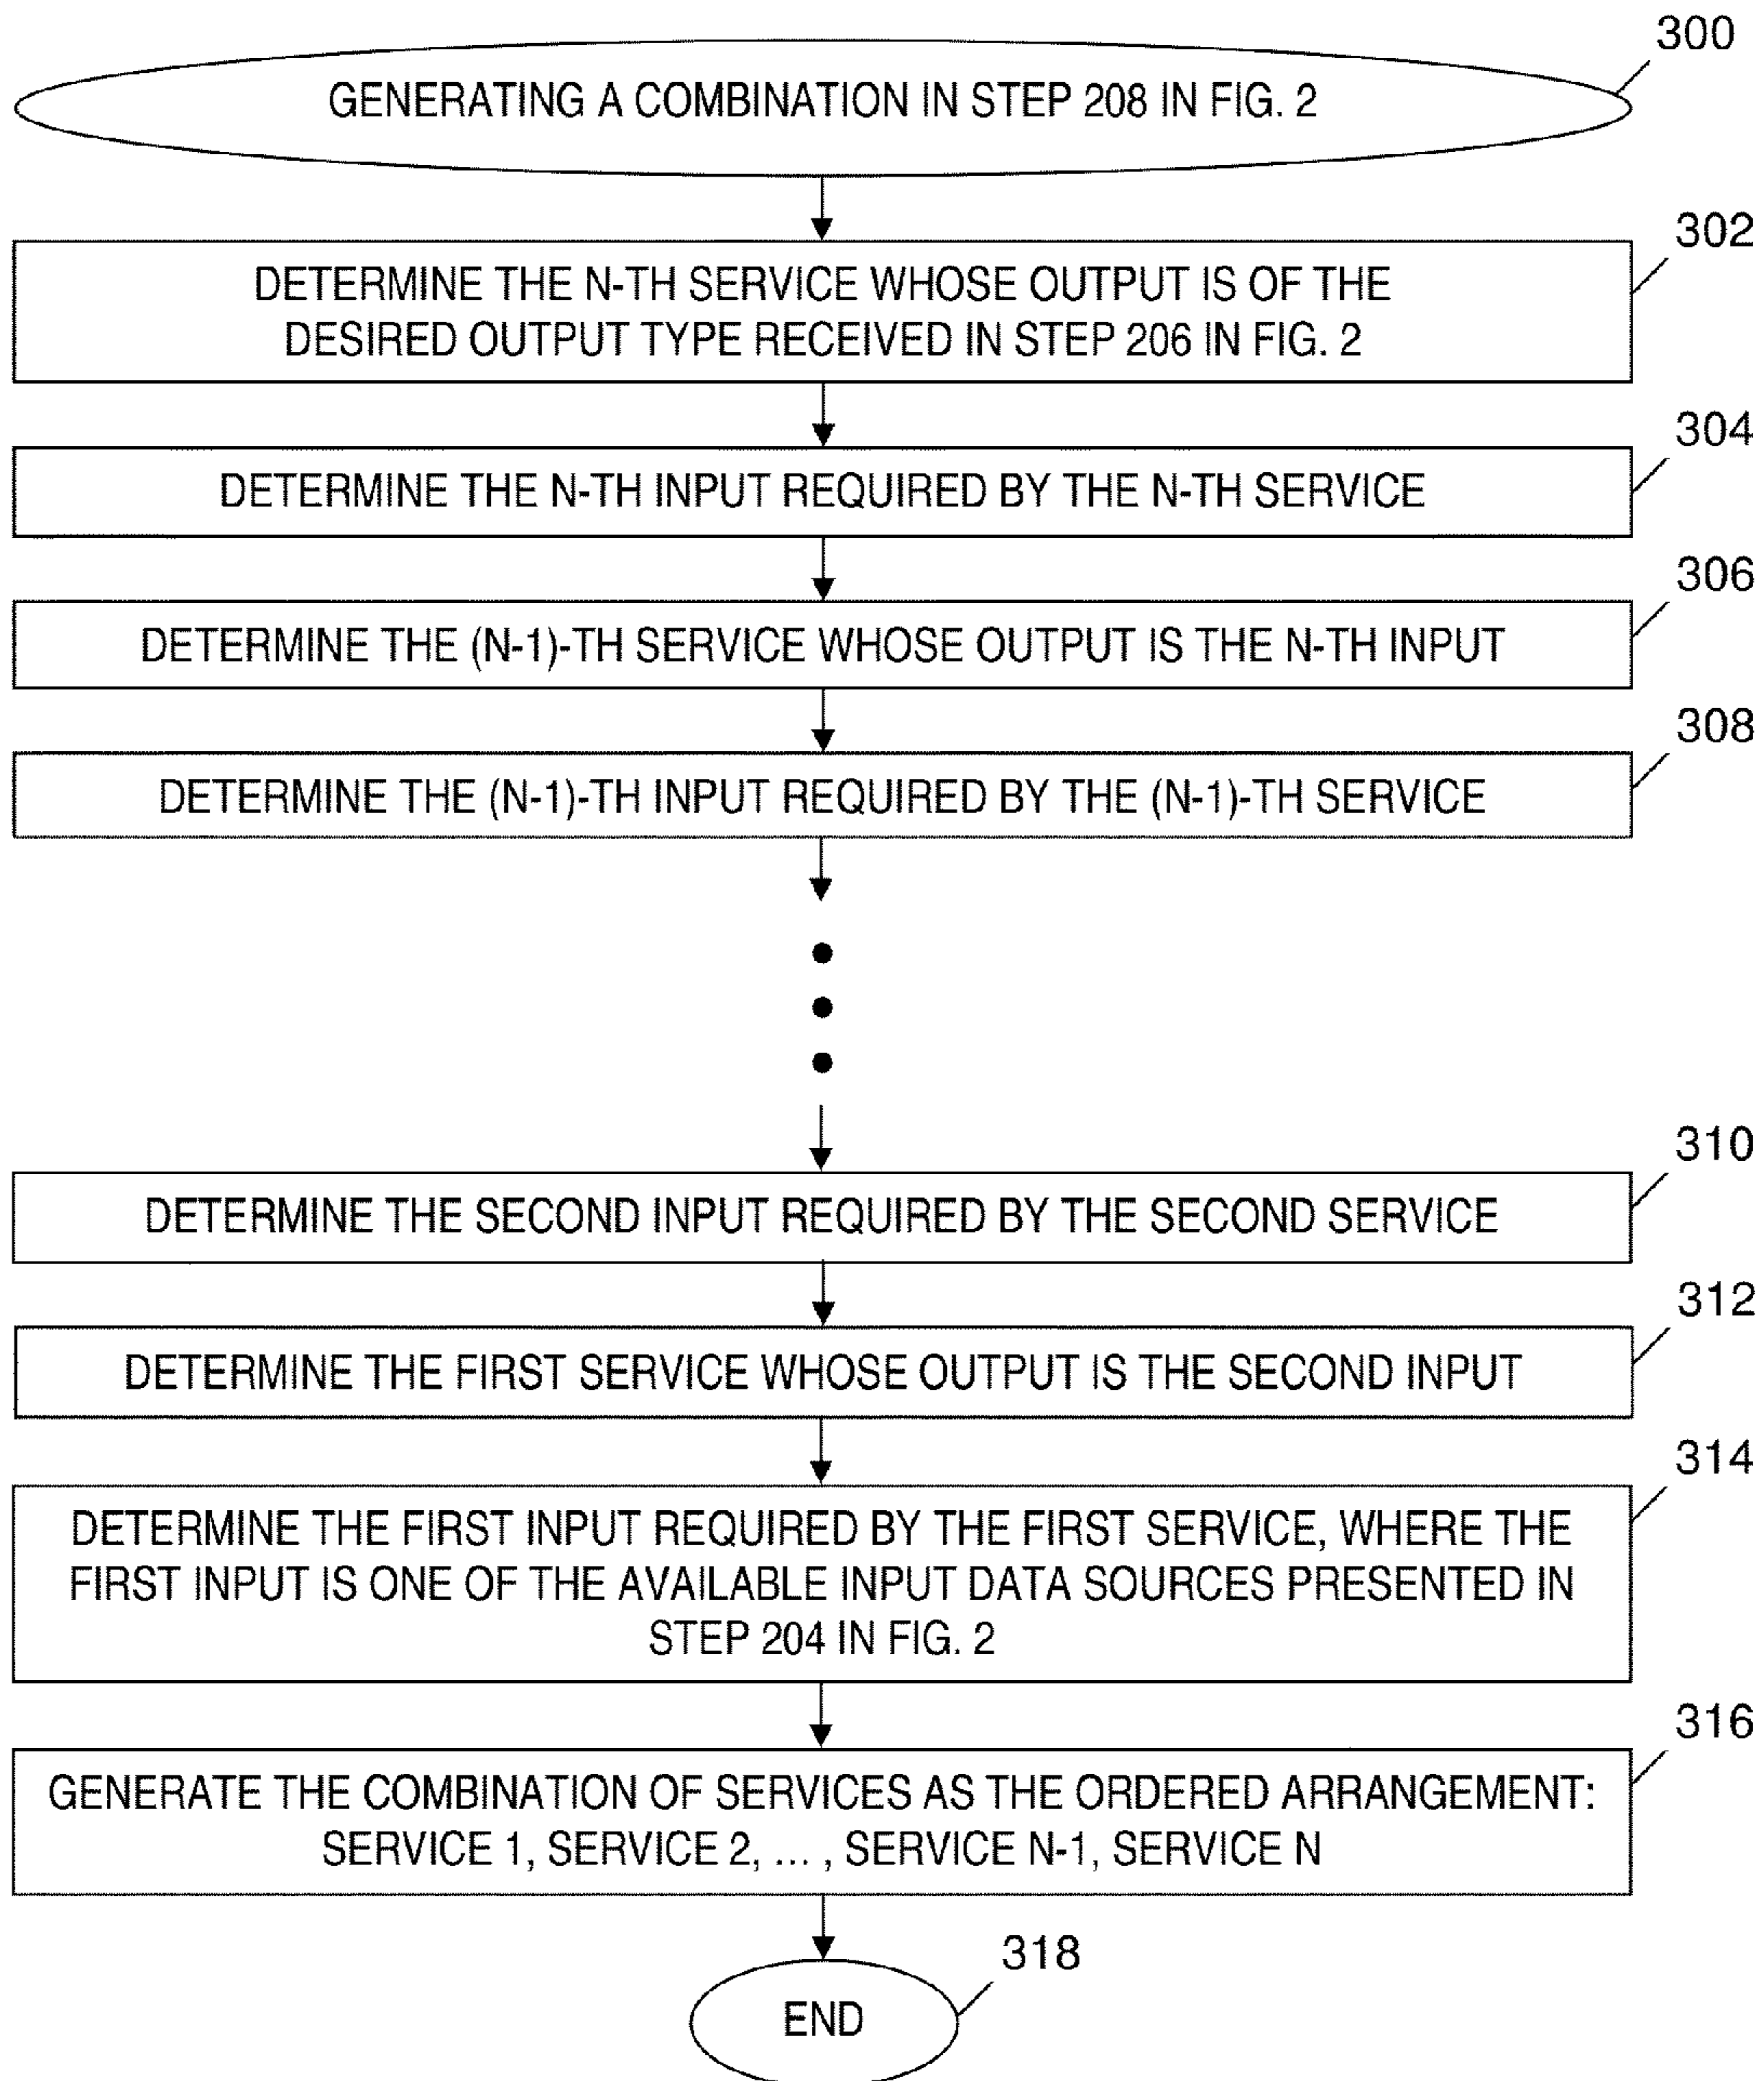 300
GENERATING A COMBINATION IN STEP 208 IN FIG. 2
302
DETERMINE THE N-TH SERVICE WHOSE OUTPUT IS OF THE
DESIRED OUTPUT TYPE RECEIVED IN STEP 206 IN FIG. 2
304
DETERMINE THE N-TH INPUT REQUIRED BY THE N-TH SERVICE
306
DETERMINE THE (N-1)-TH SERVICE WHOSE OUTPUT IS THE N-TH INPUT
308
DETERMINE THE (N-1)-TH INPUT REQUIRED BY THE (N-1)-TH SERVICE
310
DETERMINE THE SECOND INPUT REQUIRED BY THE SECOND SERVICE
312
DETERMINE THE FIRST SERVICE WHOSE OUTPUT IS THE SECOND INPUT
314
DETERMINE THE FIRST INPUT REQUIRED BY THE FIRST SERVICE, WHERE THE
FIRST INPUT IS ONE OF THE AVAILABLE INPUT DATA SOURCES PRESENTED IN
STEP 204 IN FIG. 2
316
GENERATE THE COMBINATION OF SERVICES AS THE ORDERED ARRANGEMENT:
SERVICE 1, SERVICE 2, ... , SERVICE N-1, SERVICE N
318
END